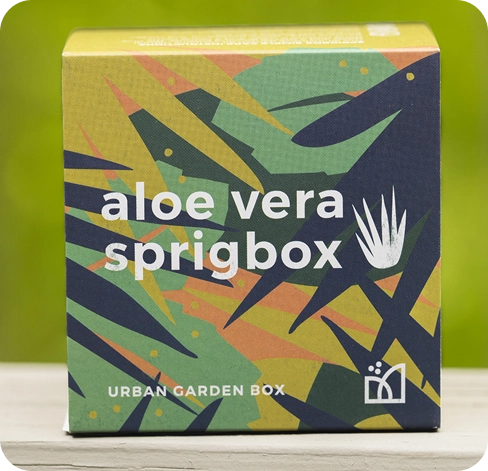 aloe vera
sprigbox
URBAN GARDEN BOX